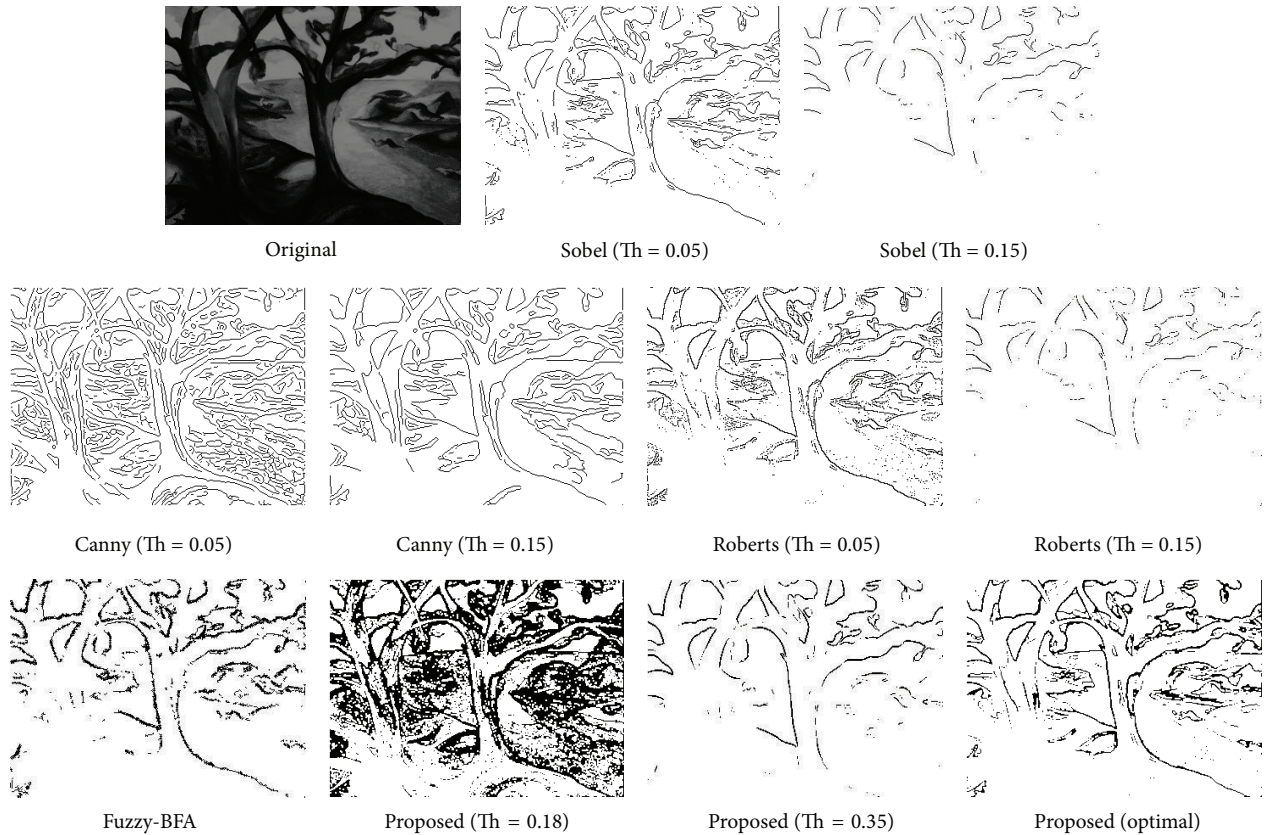 Original
Sobel (Th = 0.05)
Sobel (Th = 0.15)
Canny (Th = 0.05)
Canny (Th = 0.15)
Roberts (Th = 0.05)
Roberts (Th = 0.15)
Fuzzy-BFA
Proposed (Th = 0.18)
Proposed (Th = 0.35)
Proposed (optimal)